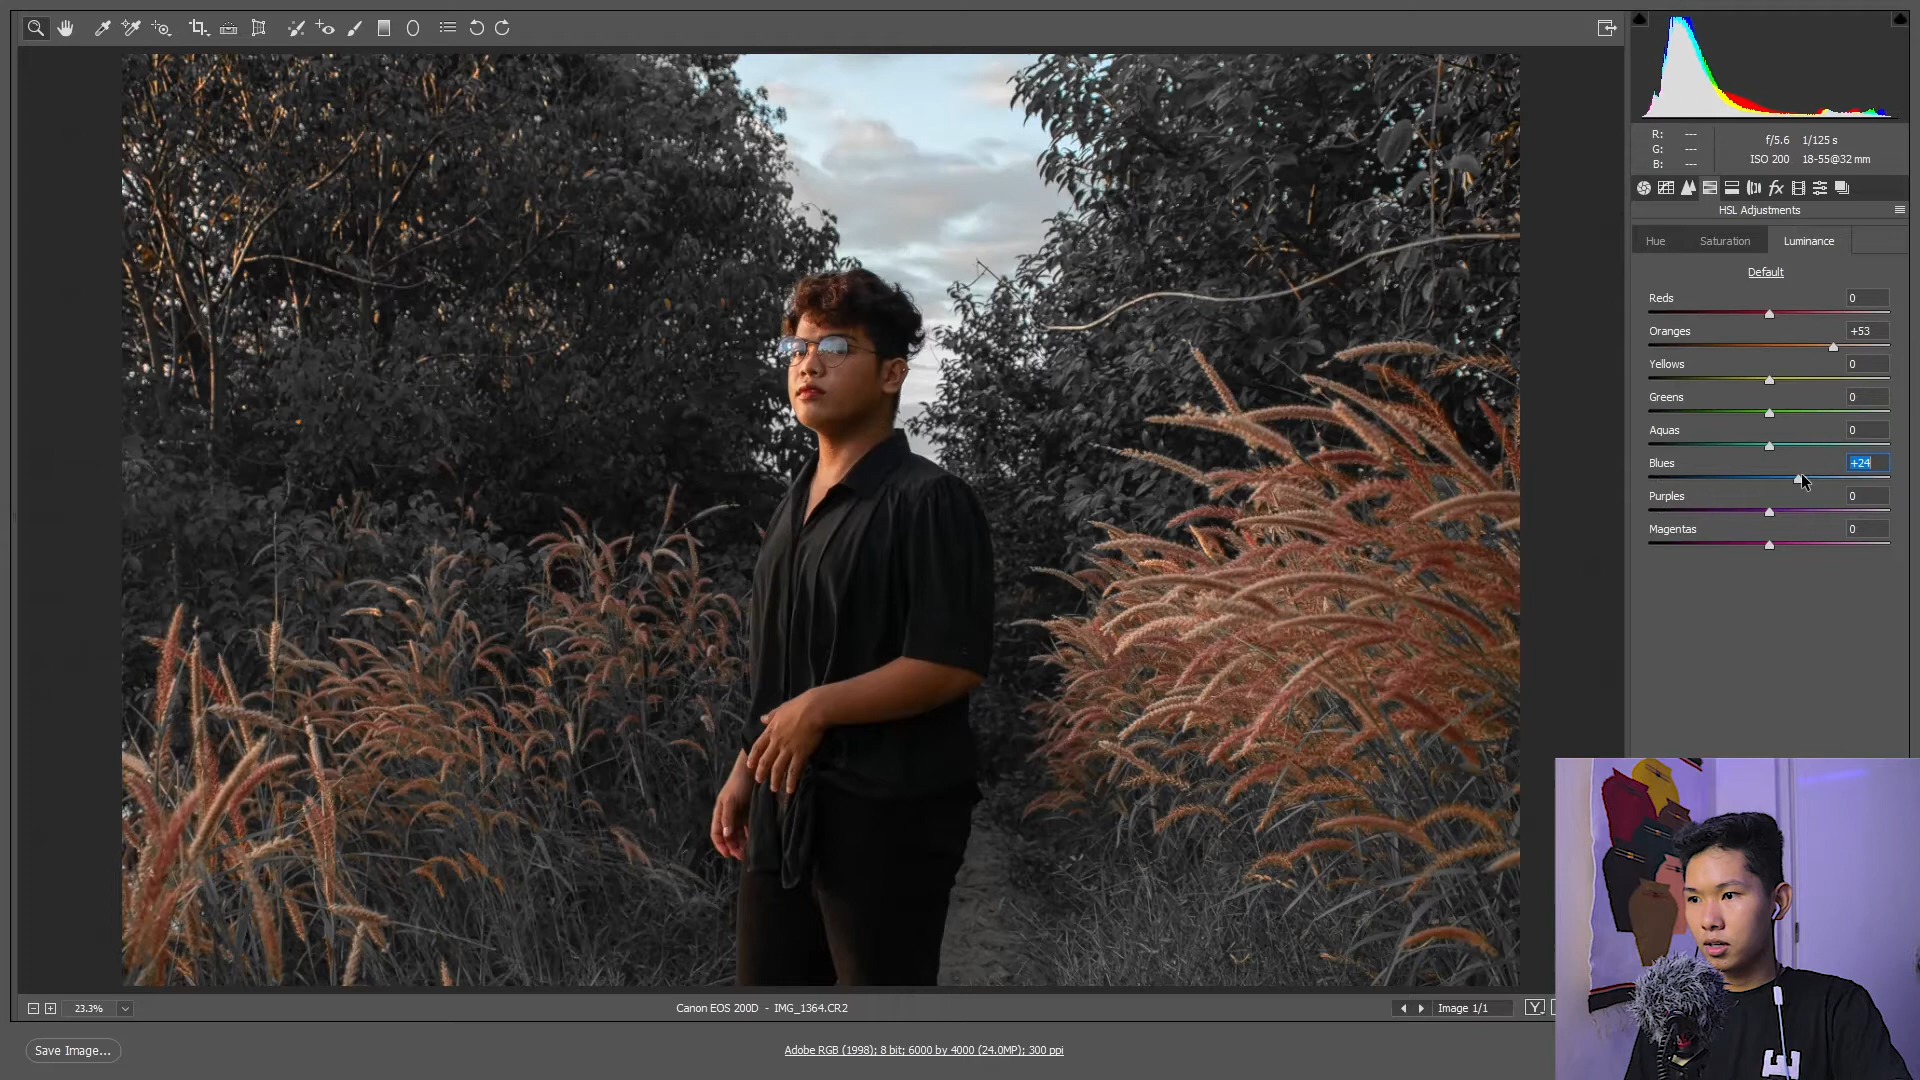 R: ---
G: ---
B: ---
f/5.6 1/125 s
ISO 200 18-55@32 mm
fx
HSL Adjustments
Hue Saturation Luminance
Default
Reds 0
Oranges +53
Yellows 0
Greens 0
Aquas 0
Blues +24
Purples 0
Magentas 0
23.3%
Canon EOS 200D - IMG_1364.CR2
Image 1/1
Y
Save Image...
Adobe RGB (1998); 8 bit; 6000 by 4000 (24.0MP); 300 ppi